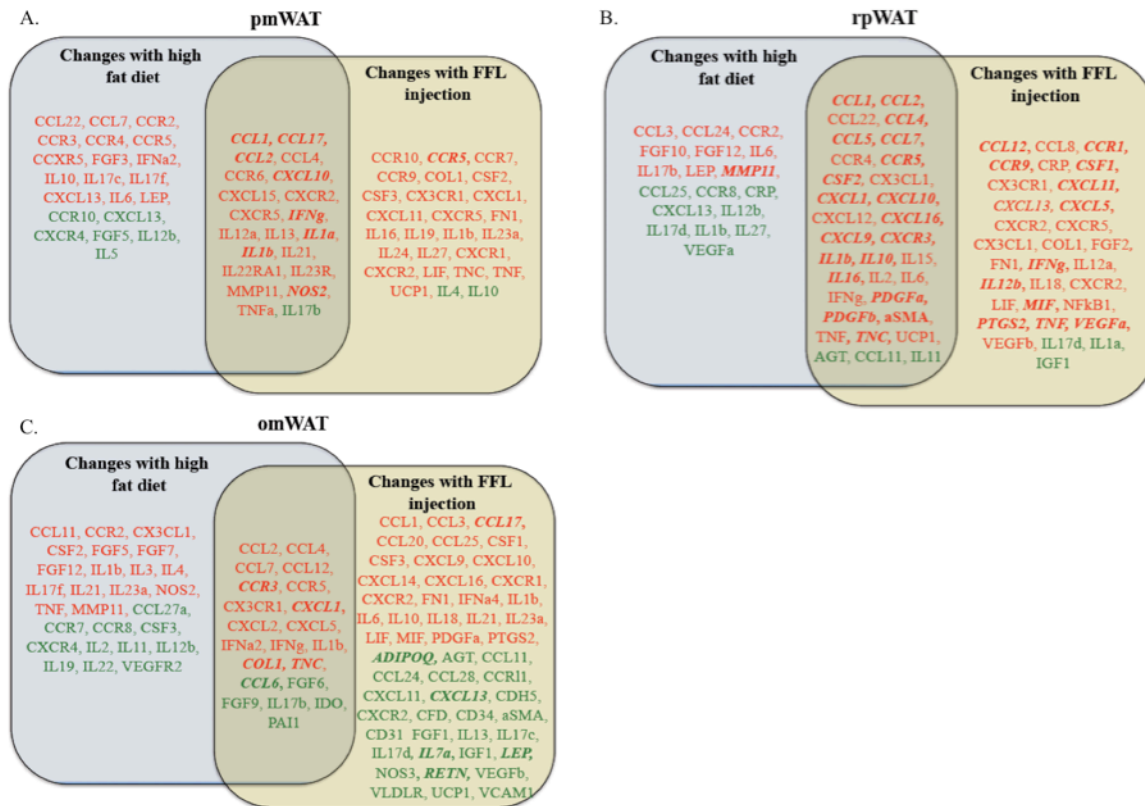 A.
pmWAT
Changes with high
fat diet
CCL22, CCL7, CCR2,
CCR3, CCR4, CCR5,
CCXR5, FGF3, IFNa2,
IL10, IL17c, IL17f,
CXCL13, IL6, LEP,
CCR10, CXCL13,
CXCR4, FGF5, IL12b,
IL5
CCL1, CCL17,
CCL2, CCL4,
CCR6, CXCL10,
CXCL15, CXCR2,
CXCR5, IFNg,
IL12a, IL13, IL1a,
IL1b, IL21,
IL22RA1, IL23R,
MMP11, NOS2,
TNFa, IL17b
Changes with FFL
injection
CCR10, CCR5, CCR7,
CCR9, COL1, CSF2,
CSF3, CX3CR1, CXCL1,
CXCL11, CXCR5, FN1,
IL16, IL19, IL1b, IL23a,
IL24, IL27, CXCR1,
CXCR2, LIF, TNC, TNF,
UCP1, IL4, IL10
B.
rpWAT
Changes with high
fat diet
CCL3, CCL24, CCR2,
FGF10, FGF12, IL6,
IL17b, LEP, MMP11,
CCL25, CCR8, CRP,
CXCL13, IL12b,
IL17d, IL1b, IL27,
VEGFa
CCL1, CCL2,
CCL22, CCL4,
CCL5, CCL7,
CCR4, CCR5,
CSF2, CX3CL1,
CXCL1, CXCL10,
CXCL12, CXCL16,
CXCL9, CXCR3,
IL1b, IL10, IL15,
IL16, IL2, IL6,
IFNg, PDGFa,
PDGFb, aSMA,
TNF, TNC, UCP1,
AGT, CCL11, IL11
Changes with FFL
injection
CCL12, CCL8, CCR1,
CCR9, CRP, CSF1,
CX3CR1, CXCL11,
CXCL13, CXCL5,
CXCR2, CXCR5,
CX3CL1, COL1, FGF2,
FN1, IFNg, IL12a,
IL12b, IL18, CXCR2,
LIF, MIF, NFkB1,
PTGS2, TNF, VEGFa,
VEGFb, IL17d, IL1a,
IGF1
C.
omWAT
Changes with high
fat diet
CCL11, CCR2, CX3CL1,
CSF2, FGF5, FGF7,
FGF12, IL1b, IL3, IL4,
IL17f, IL21, IL23a, NOS2,
TNF, MMP11, CCL27a,
CCR7, CCR8, CSF3,
CXCR4, IL2, IL11, IL12b,
IL19, IL22, VEGFR2
CCL2, CCL4,
CCL7, CCL12,
CCR3, CCR5,
CX3CR1, CXCL1,
CXCL2, CXCL5,
IFNa2, IFNg, IL1b,
COL1, TNC,
CCL6, FGF6,
FGF9, IL17b, IDO,
PAI1
Changes with FFL
injection
CCL1, CCL3, CCL17,
CCL20, CCL25, CSF1,
CSF3, CXCL9, CXCL10,
CXCL14, CXCL16, CXCR1,
CXCR2, FN1, IFNa4, IL1b,
IL6, IL10, IL18, IL21, IL23a,
LIF, MIF, PDGFa, PTGS2,
ADIPOQ, AGT, CCL11,
CCL24, CCL28, CCRl1,
CXCL11, CXCL13, CDH5,
CXCR2, CFD, CD34, aSMA,
CD31 FGF1, IL13, IL17c,
IL17d, IL7a, IGF1, LEP,
NOS3, RETN, VEGFb,
VLDLR, UCP1, VCAM1